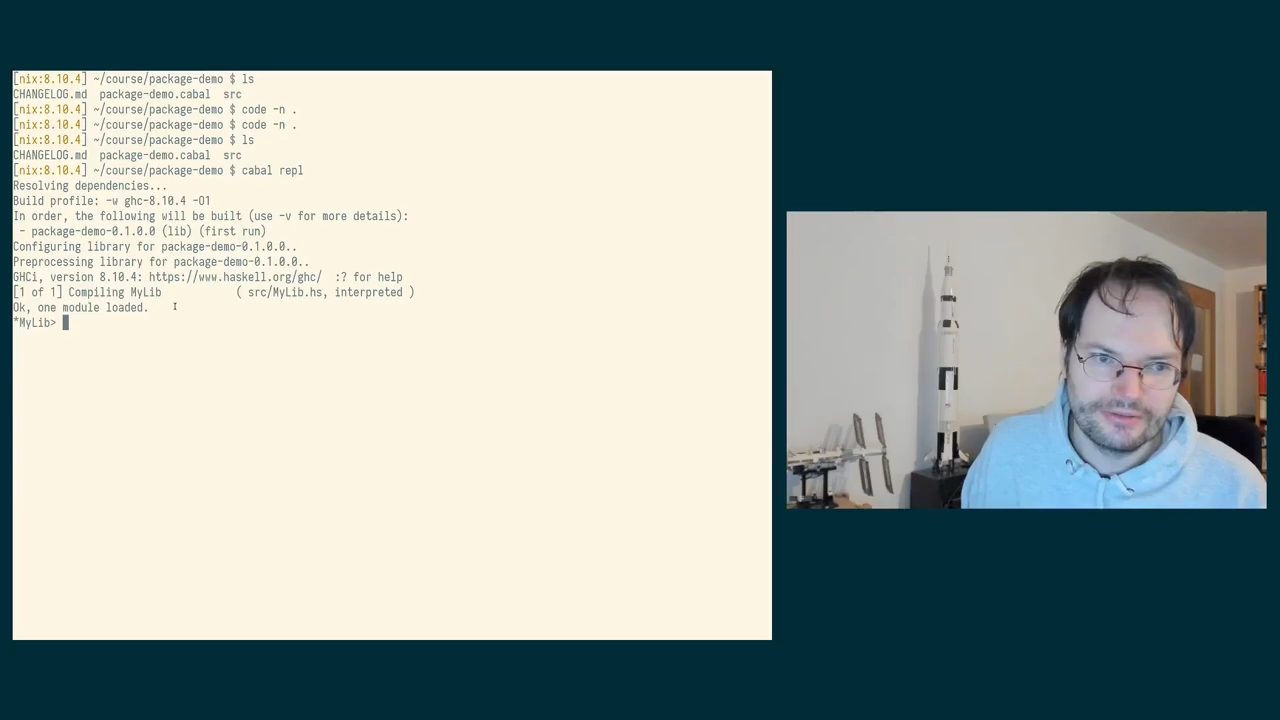 [nix:8.10.4] ~/course/package-demo $ ls
CHANGELOG.md  package-demo.cabal  src
[nix:8.10.4] ~/course/package-demo $ code -n .
[nix:8.10.4] ~/course/package-demo $ code -n .
[nix:8.10.4] ~/course/package-demo $ ls
CHANGELOG.md  package-demo.cabal  src
[nix:8.10.4] ~/course/package-demo $ cabal repl
Resolving dependencies...
Build profile: -w ghc-8.10.4 -O1
In order, the following will be built (use -v for more details):
 - package-demo-0.1.0.0 (lib) (first run)
Configuring library for package-demo-0.1.0.0..
Preprocessing library for package-demo-0.1.0.0..
GHCi, version 8.10.4: https://www.haskell.org/ghc/  :? for help
[1 of 1] Compiling MyLib            ( src/MyLib.hs, interpreted )
Ok, one module loaded.
*MyLib>